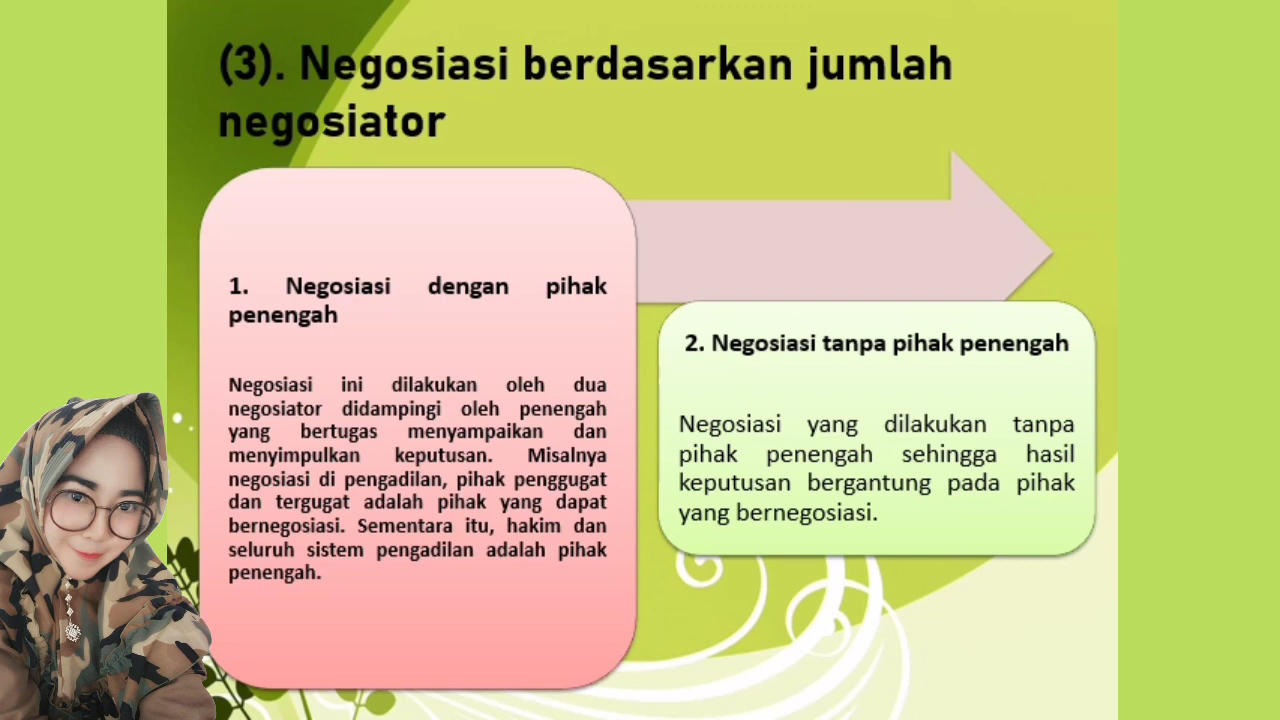 (3). Negosiasi berdasarkan jumlah
negosiator
1. Negosiasi dengan pihak
penengah
Negosiasi ini dilakukan oleh dua
negosiator didampingi oleh penengah
yang bertugas menyampaikan dan
menyimpulkan keputusan. Misalnya
negosiasi di pengadilan, pihak penggugat
dan tergugat adalah pihak yang dapat
bernegosiasi. Sementara itu, hakim dan
seluruh sistem pengadilan adalah pihak
penengah.
2. Negosiasi tanpa pihak penengah
Negosiasi yang dilakukan tanpa
pihak penengah sehingga hasil
keputusan bergantung pada pihak
yang bernegosiasi.